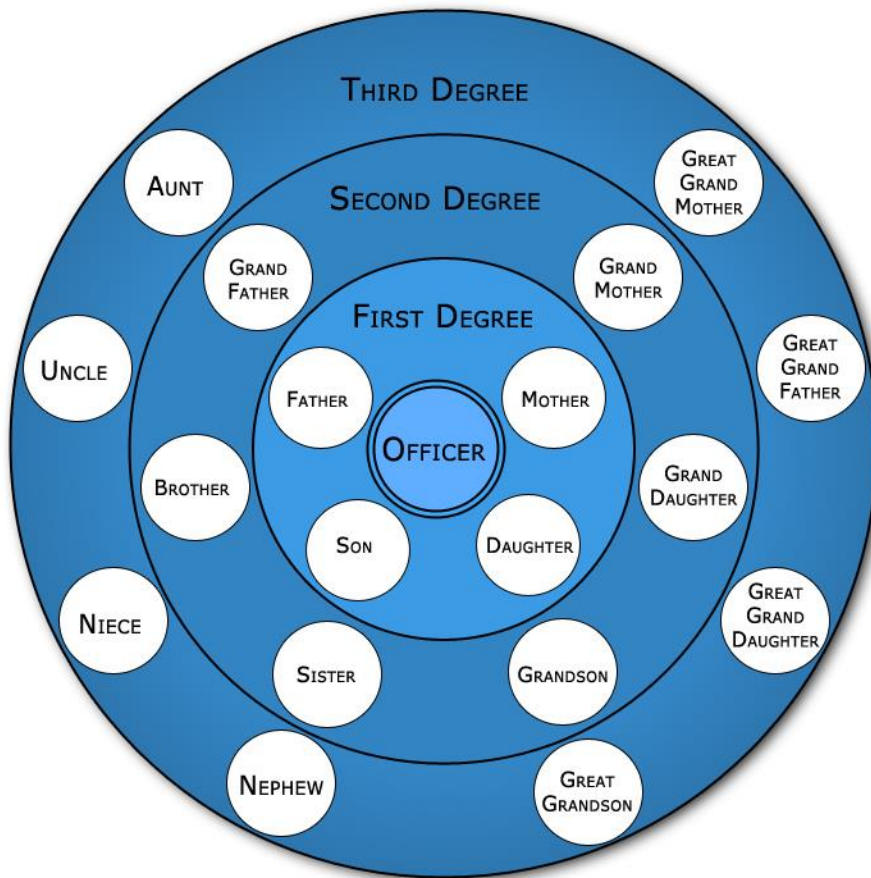 THIRD DEGREE
AUNT
GREAT
GRAND
MOTHER
SECOND DEGREE
GRAND
FATHER
GRAND
MOTHER
FIRST DEGREE
UNCLE
GREAT
GRAND
FATHER
FATHER
MOTHER
OFFICER
BROTHER
GRAND
DAUGHTER
SON
DAUGHTER
NIECE
GREAT
GRAND
DAUGHTER
SISTER
GRANDSON
NEPHEW
GREAT
GRANDSON